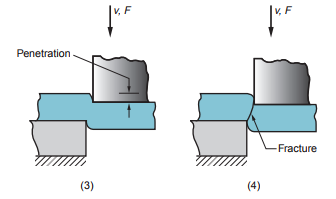 v, F
v, F
Penetration
Fracture
(3)
(4)